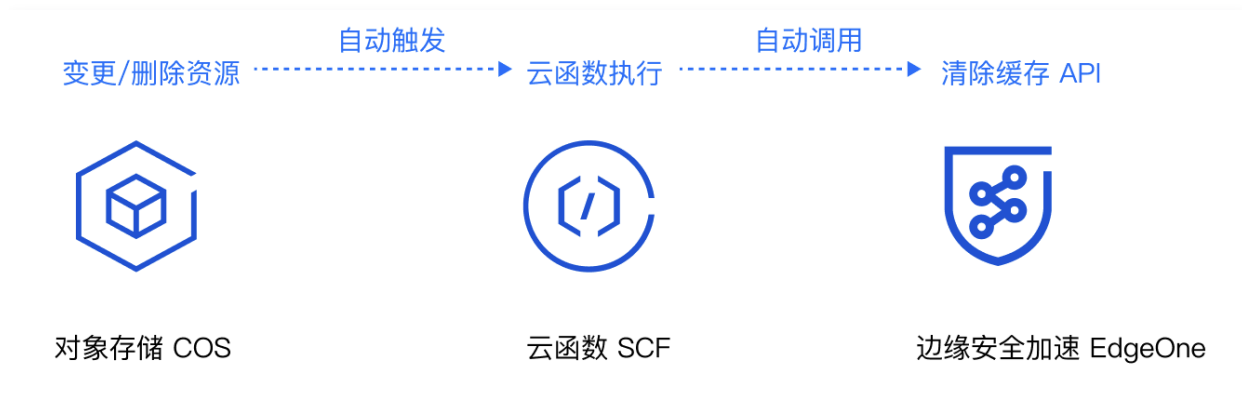 自动触发
自动调用
变更/删除资源
云函数执行
清除缓存 API
对象存储 COS
云函数 SCF
边缘安全加速 EdgeOne